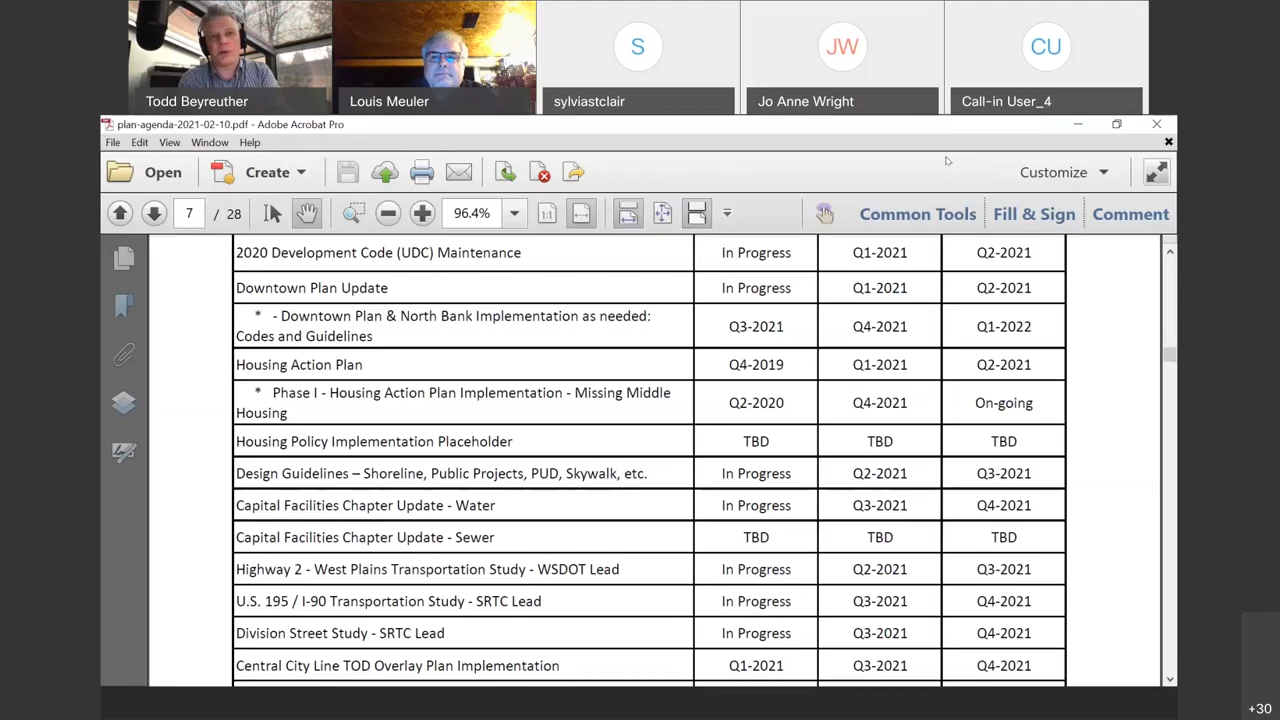 S
JW
CU
Todd Beyreuther
Louis Meuler
sylviastclair
Jo Anne Wright
Call-in User_4
plan-agenda-2021-02-10.pdf - Adobe Acrobat Pro
File Edit View Window Help
Open Create Customize
7 / 28 96.4% 1:1 Common Tools Fill & Sign Comment
2020 Development Code (UDC) Maintenance In Progress Q1-2021 Q2-2021
Downtown Plan Update In Progress Q1-2021 Q2-2021
* - Downtown Plan & North Bank Implementation as needed:
Codes and Guidelines Q3-2021 Q4-2021 Q1-2022
Housing Action Plan Q4-2019 Q1-2021 Q2-2021
* Phase I - Housing Action Plan Implementation - Missing Middle
Housing Q2-2020 Q4-2021 On-going
Housing Policy Implementation Placeholder TBD TBD TBD
Design Guidelines – Shoreline, Public Projects, PUD, Skywalk, etc. In Progress Q2-2021 Q3-2021
Capital Facilities Chapter Update - Water In Progress Q3-2021 Q4-2021
Capital Facilities Chapter Update - Sewer TBD TBD TBD
Highway 2 - West Plains Transportation Study - WSDOT Lead In Progress Q2-2021 Q3-2021
U.S. 195 / I-90 Transportation Study - SRTC Lead In Progress Q3-2021 Q4-2021
Division Street Study - SRTC Lead In Progress Q3-2021 Q4-2021
Central City Line TOD Overlay Plan Implementation Q1-2021 Q3-2021 Q4-2021
+30